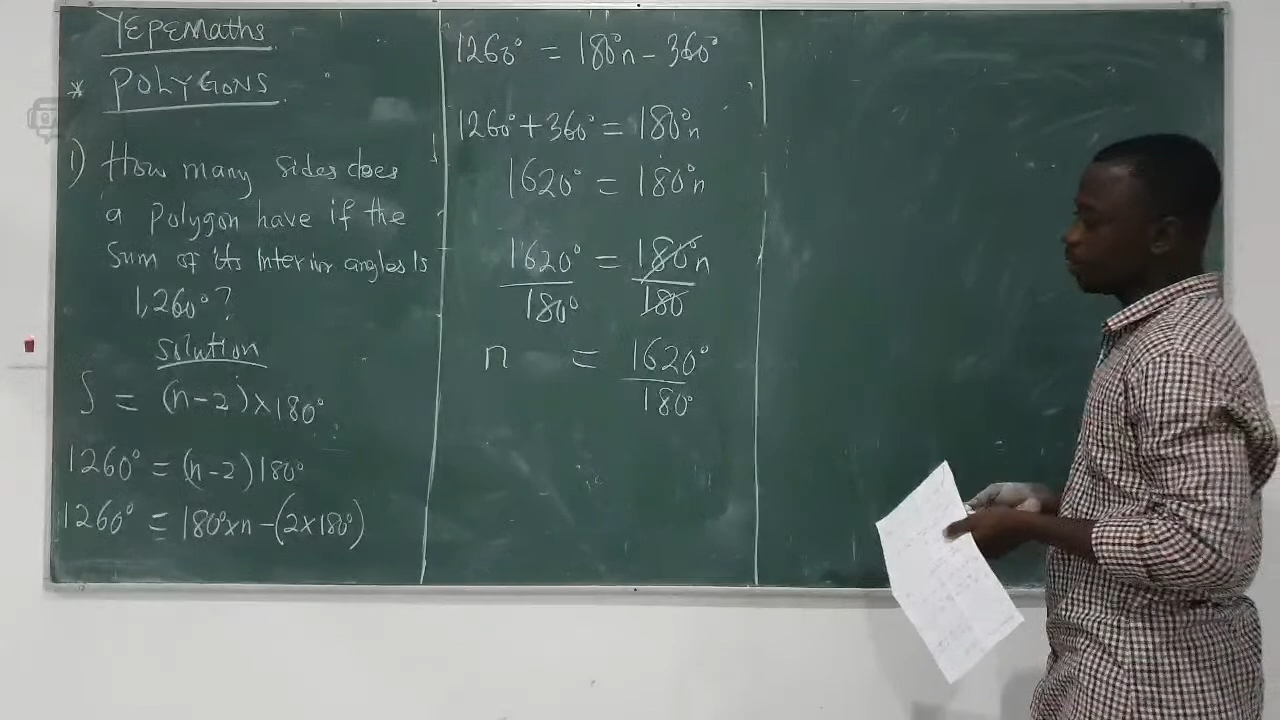 YEPEMaths
* POLYGONS
1) How many sides does
a polygon have if the
Sum of its Interior angles Is
1,260°?
Solution
S = (n-2)×180°
1260° = (n-2)180°
1260° = 180°×n -(2×180°)
1260° = 180°n - 360°
1260°+360° = 180°n
1620° = 180°n
1620° = 180°n
180° 180
n = 1620°
180°